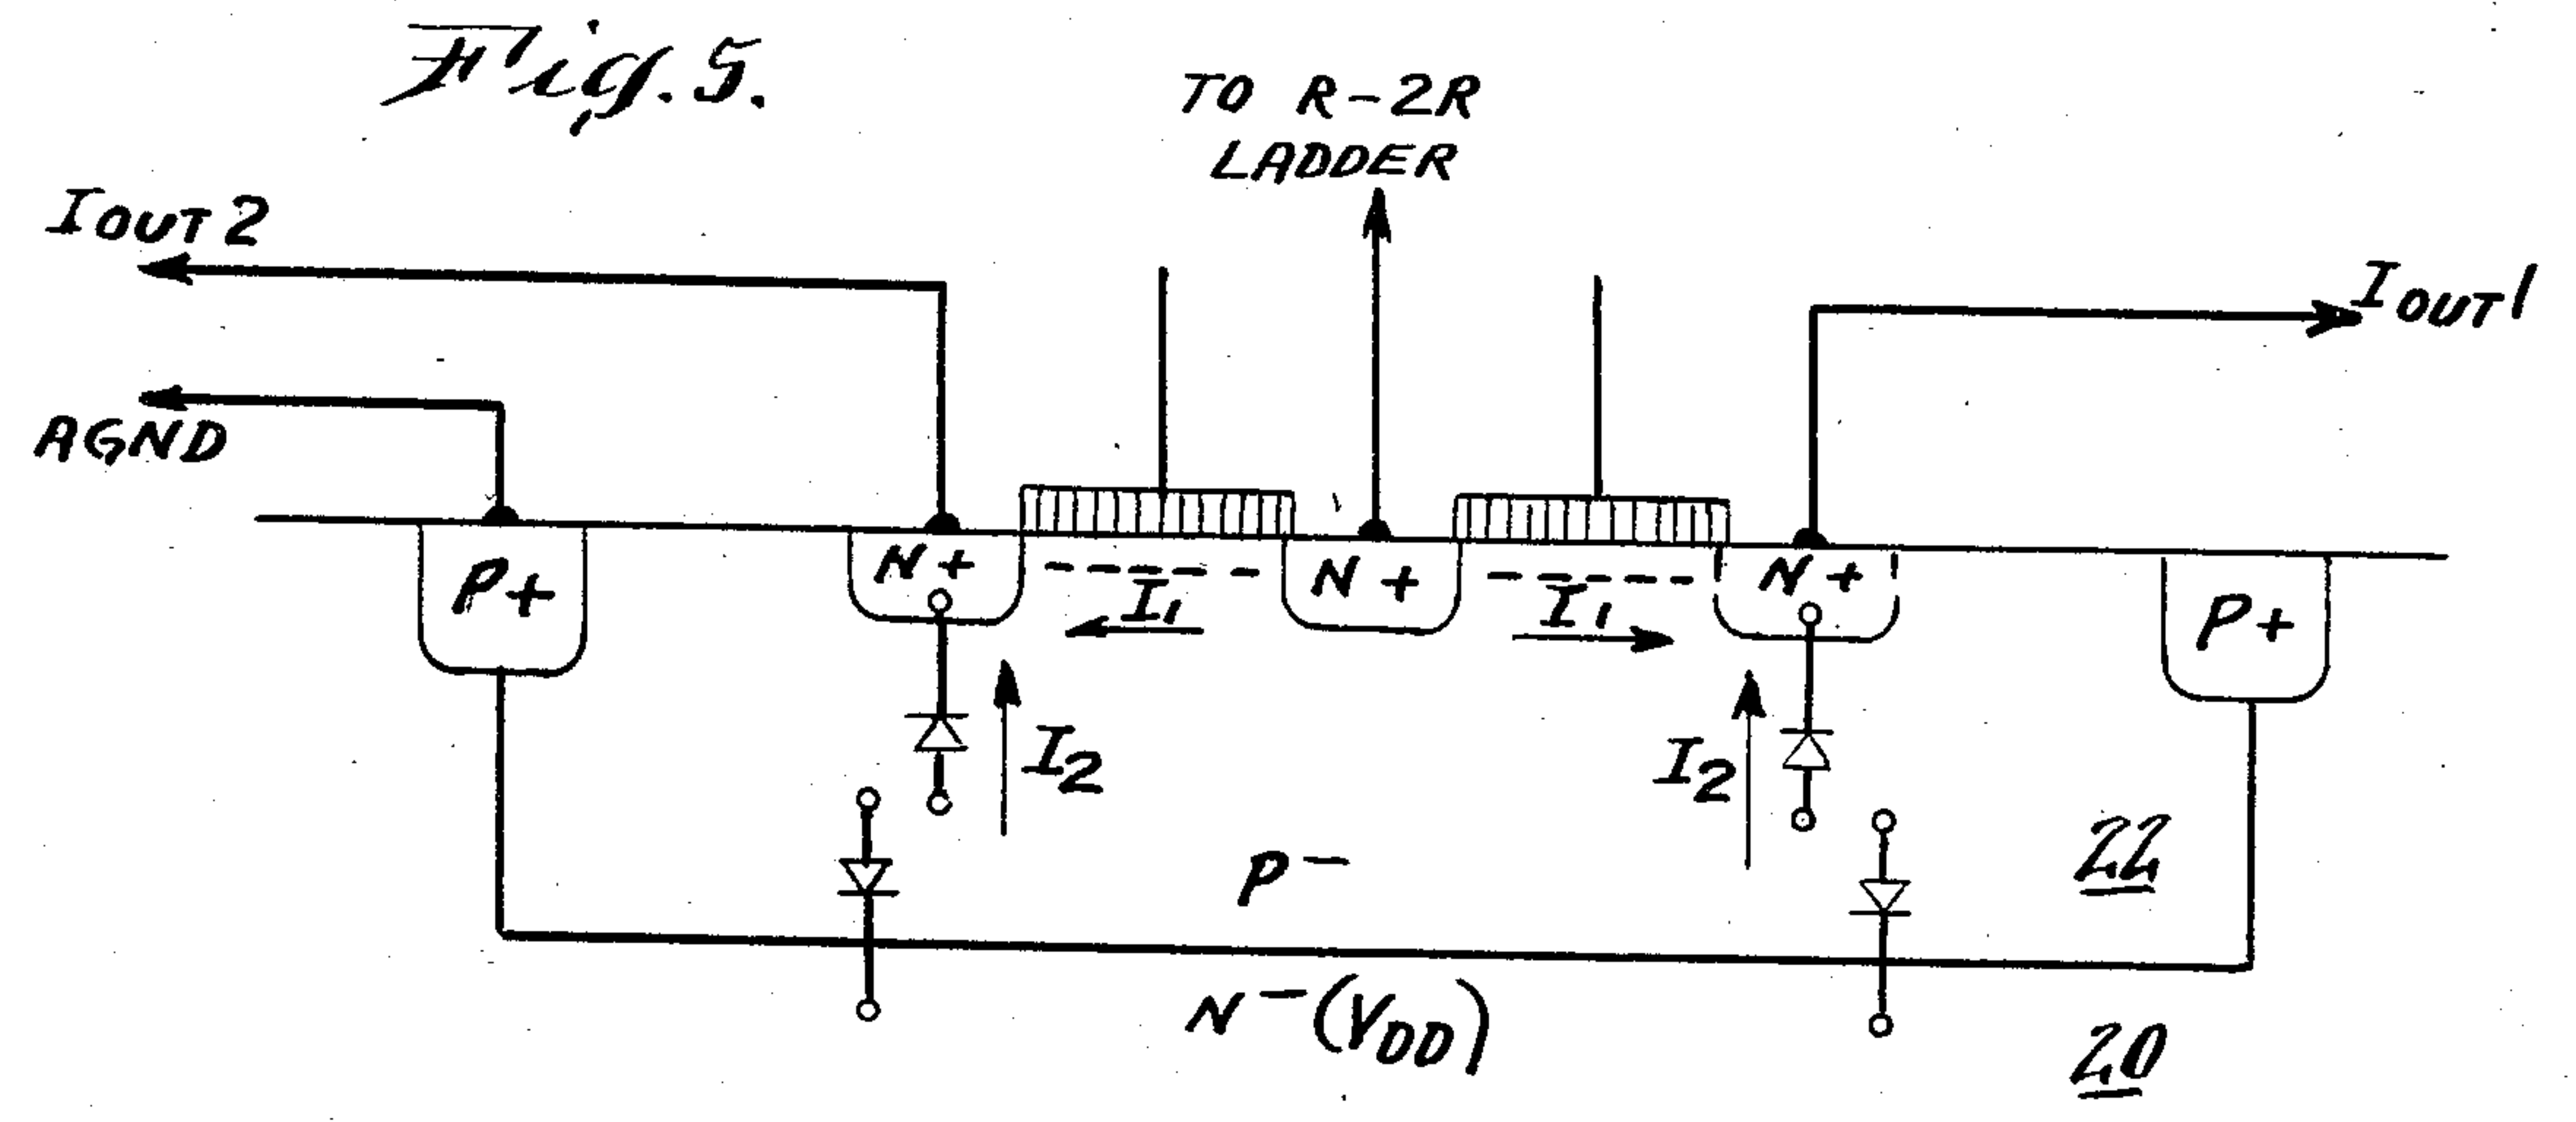 Fig. 5.
TO R-2R
LADDER
IOUT 2
IOUT 1
AGND
P+
N+
N+
N+
P+
I1
I1
I2
I2
P-
22
N-(VDD)
20